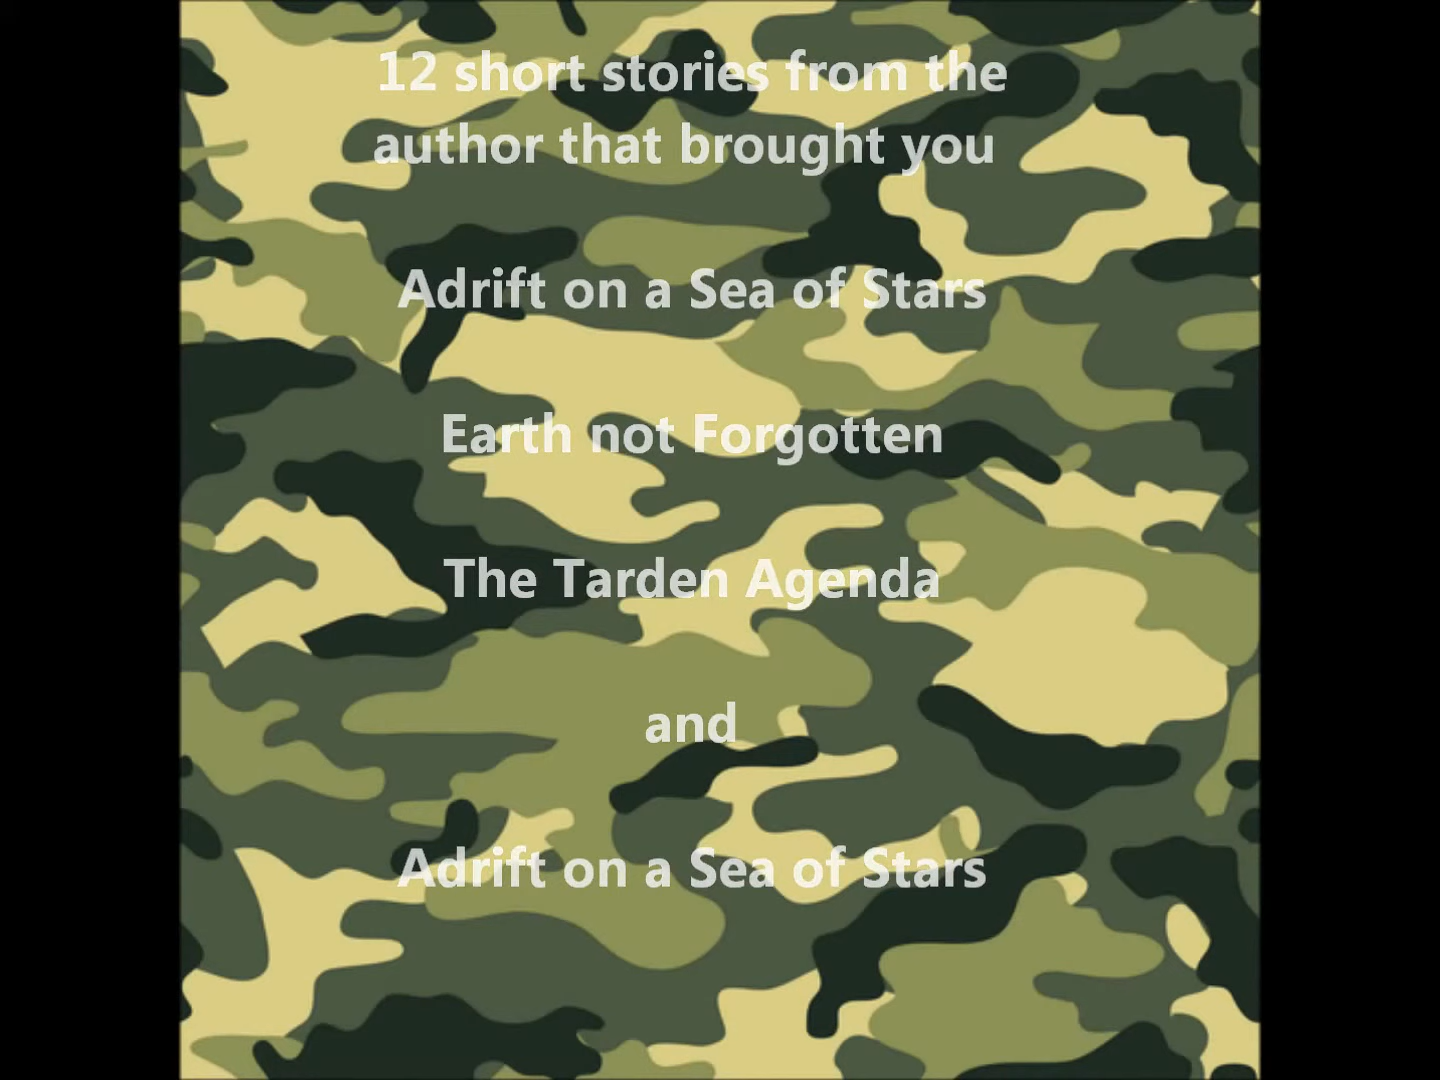 12 short stories from the
author that brought you
Adrift on a Sea of Stars
Earth not Forgotten
The Tarden Agenda
and
Adrift on a Sea of Stars